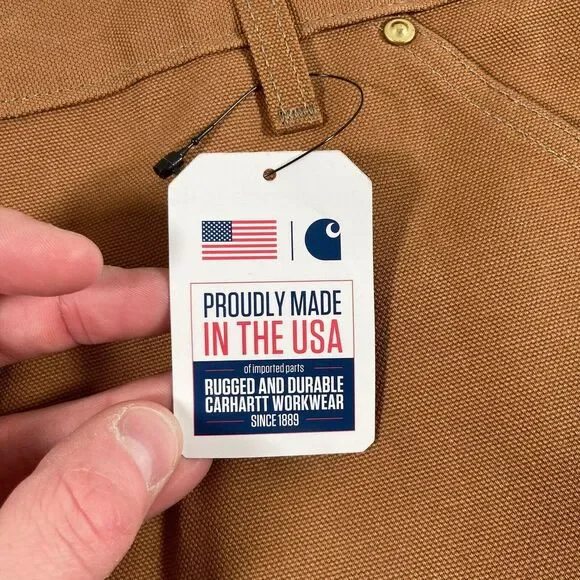 PROUDLY MADE
IN THE USA
of imported parts
RUGGED AND DURABLE
CARHARTT WORKWEAR
SINCE 1889